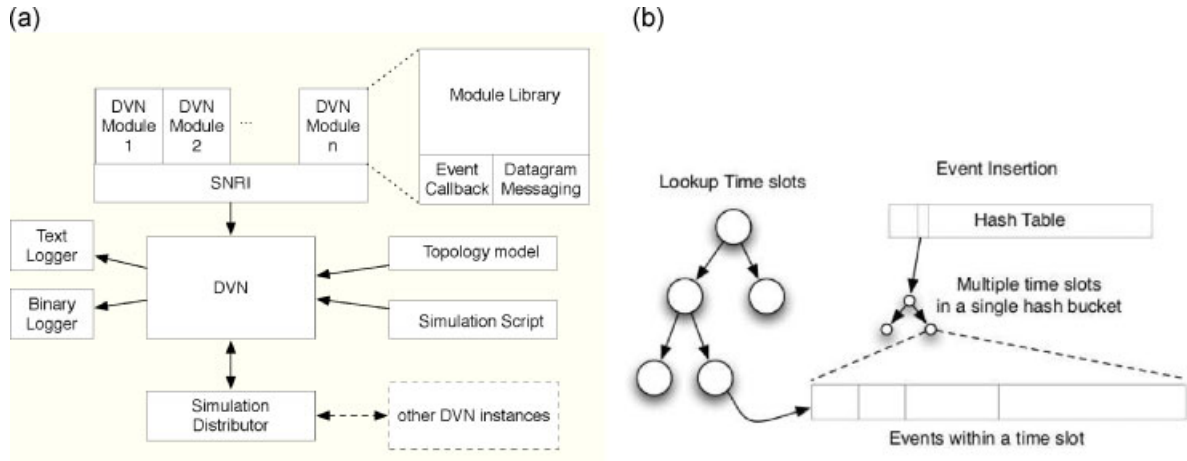 (a)
DVN
Module
1
DVN
Module
2
...
DVN
Module
n
SNRI
Module Library
Event
Callback
Datagram
Messaging
Text
Logger
Binary
Logger
DVN
Topology model
Simulation Script
Simulation
Distributor
other DVN instances
(b)
Lookup Time slots
Event Insertion
Hash Table
Multiple time slots
in a single hash bucket
Events within a time slot